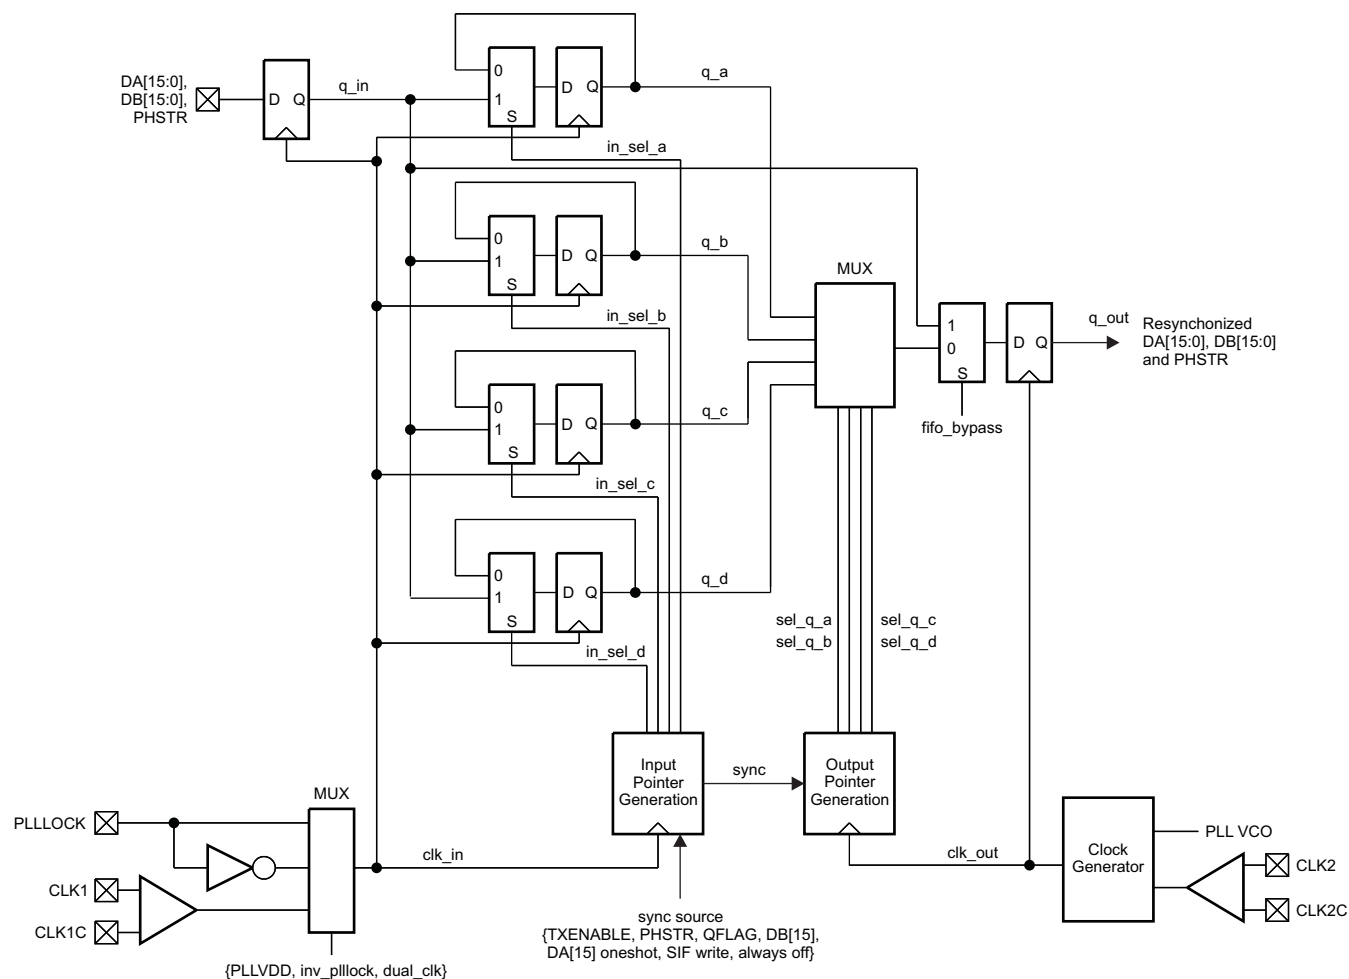 DA[15:0],
DB[15:0],
PHSTR
D Q
q_in
0
1
S
D Q
q_a
in_sel_a
0
1
S
D Q
q_b
in_sel_b
0
1
S
D Q
q_c
in_sel_c
0
1
S
D Q
q_d
in_sel_d
MUX
1
0
S
fifo_bypass
D Q
q_out
Resynchonized
DA[15:0], DB[15:0]
and PHSTR
sel_q_a
sel_q_b
sel_q_c
sel_q_d
Input
Pointer
Generation
sync
Output
Pointer
Generation
MUX
PLLLOCK
CLK1
CLK1C
{PLLVDD, inv_plllock, dual_clk}
clk_in
sync source
{TXENABLE, PHSTR, QFLAG, DB[15],
DA[15] oneshot, SIF write, always off}
clk_out
Clock
Generator
PLL VCO
CLK2
CLK2C